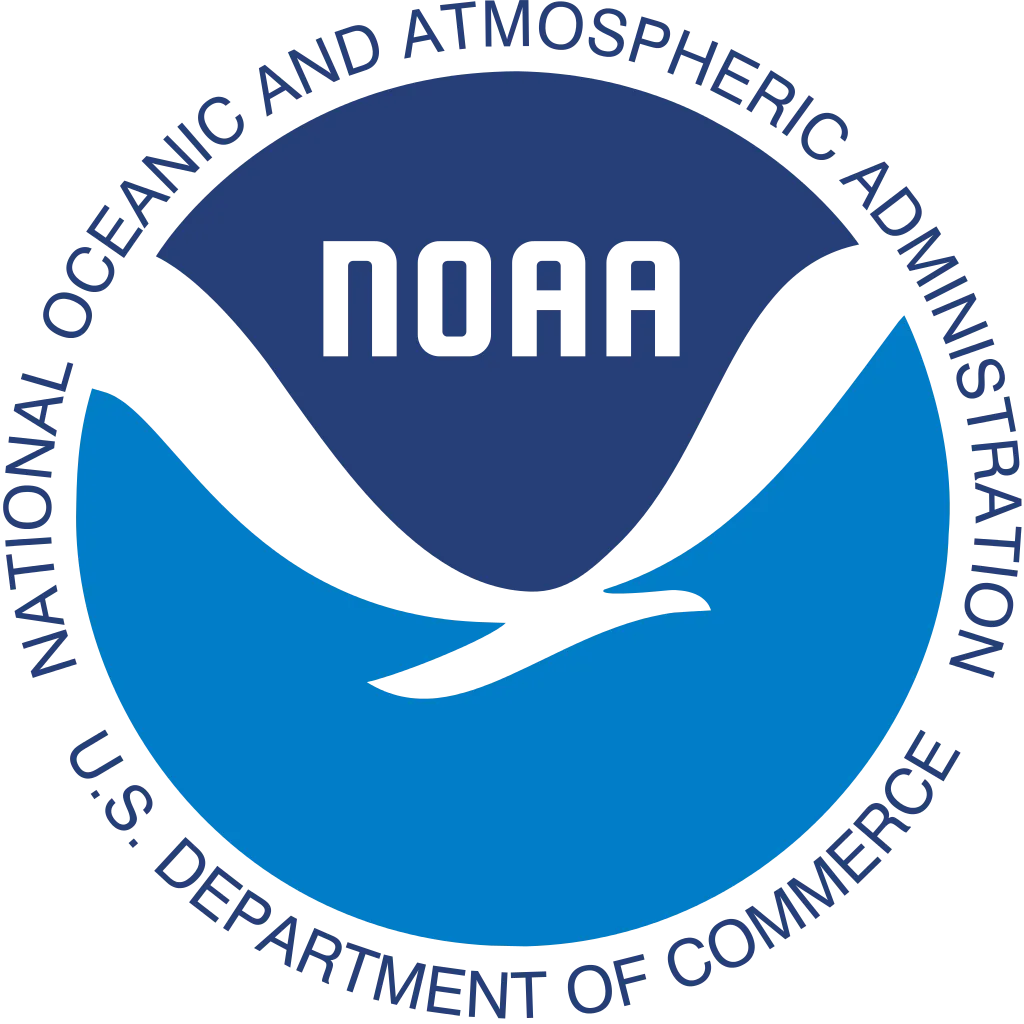 NATIONAL OCEANIC AND ATMOSPHERIC ADMINISTRATION
NOAA
U.S. DEPARTMENT OF COMMERCE